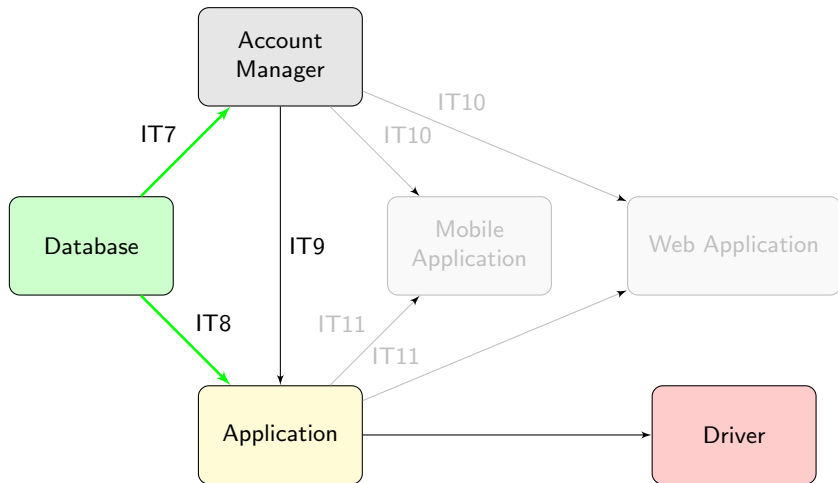 Account
Manager
IT10
IT7
IT10
Database
IT9
Mobile
Application
Web Application
IT8
IT11
IT11
Application
Driver